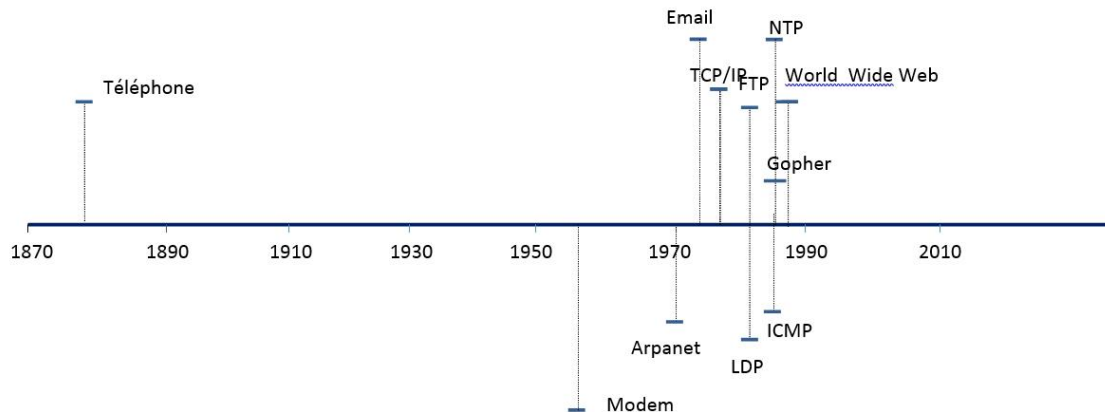 Email
NTP
TCP/IP
FTP
World Wide Web
Téléphone
Gopher
1870
1890
1910
1930
1950
1970
1990
2010
ICMP
Arpanet
LDP
Modem